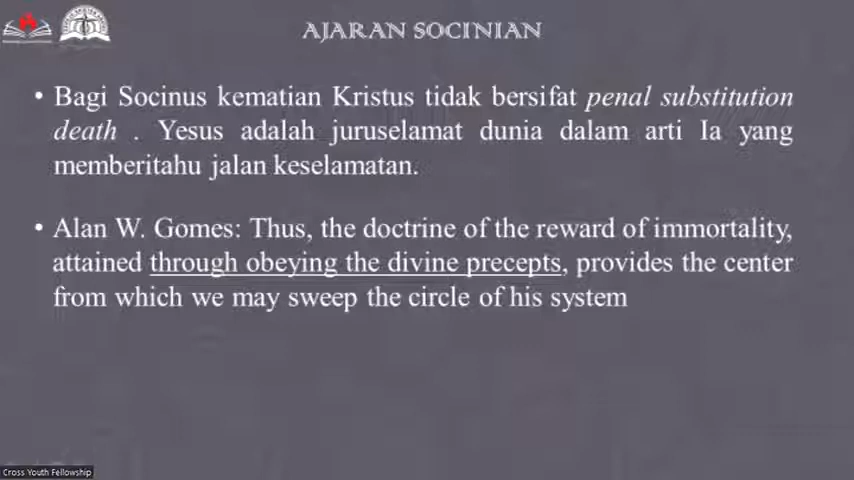 AJARAN SOCINIAN
• Bagi Socinus kematian Kristus tidak bersifat penal substitution
death . Yesus adalah juruselamat dunia dalam arti Ia yang
memberitahu jalan keselamatan.
• Alan W. Gomes: Thus, the doctrine of the reward of immortality,
attained through obeying the divine precepts, provides the center
from which we may sweep the circle of his system
Cross Youth Fellowship